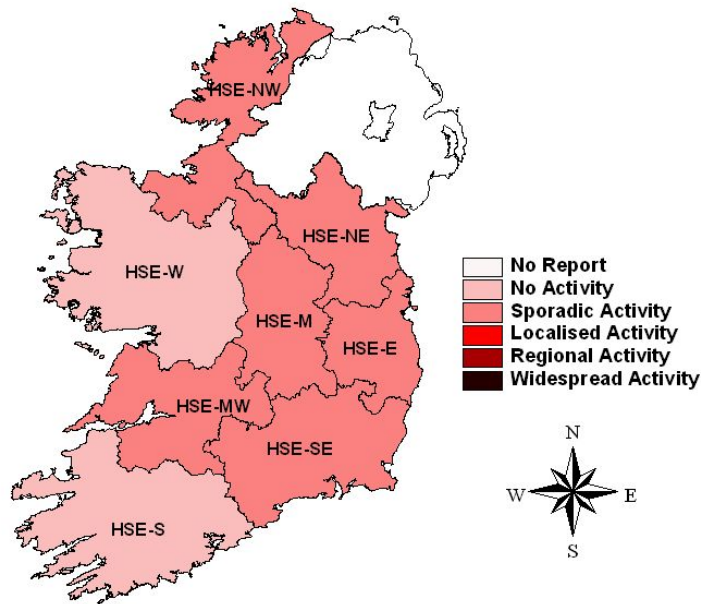 HSE-NW
HSE-NE
HSE-W
HSE-M
HSE-E
HSE-MW
HSE-SE
HSE-S
No Report
No Activity
Sporadic Activity
Localised Activity
Regional Activity
Widespread Activity
N
W E
S